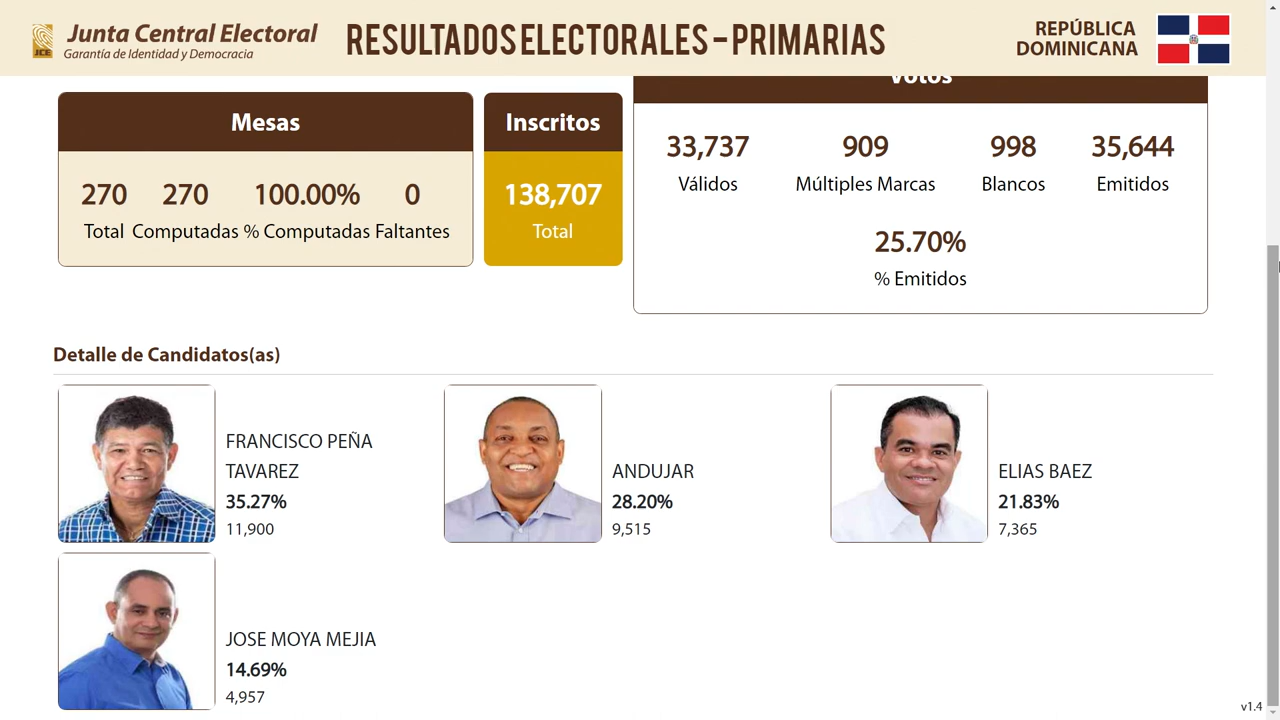 Junta Central Electoral
Garantía de Identidad y Democracia
RESULTADOS ELECTORALES – PRIMARIAS
REPÚBLICA
DOMINICANA
Mesas
270 270 100.00% 0
Total Computadas % Computadas Faltantes
Inscritos
138,707
Total
Votos
33,737 909 998 35,644
Válidos Múltiples Marcas Blancos Emitidos
25.70%
% Emitidos
Detalle de Candidatos(as)
FRANCISCO PEÑA
TAVAREZ
35.27%
11,900
ANDUJAR
28.20%
9,515
ELIAS BAEZ
21.83%
7,365
JOSE MOYA MEJIA
14.69%
4,957
v1.4